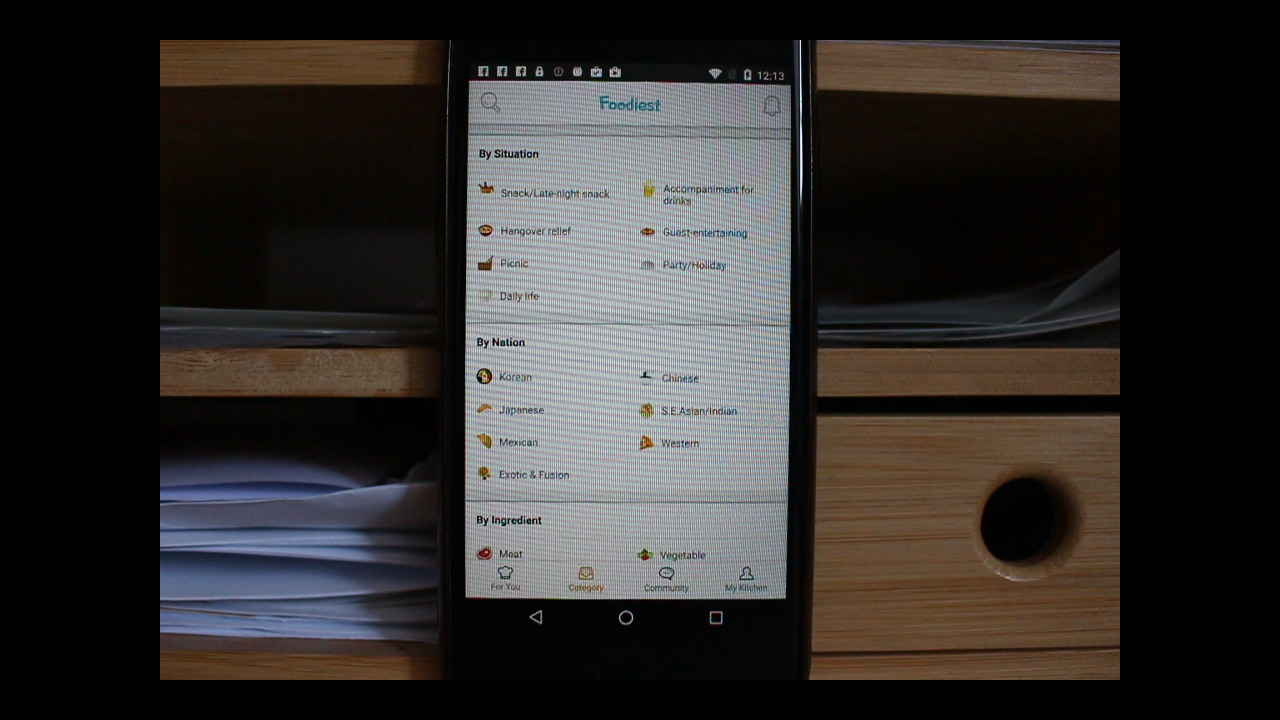 12:13
Foodiest
By Situation
Snack/Late-night snack
Accompaniment for
drinks
Hangover relief
Guest-entertaining
Picnic
Party/Holiday
Daily life
By Nation
Korean
Chinese
Japanese
S.E.Asian/Indian
Mexican
Western
Exotic & Fusion
By Ingredient
Meat
Vegetable
For You
Category
Community
My Kitchen